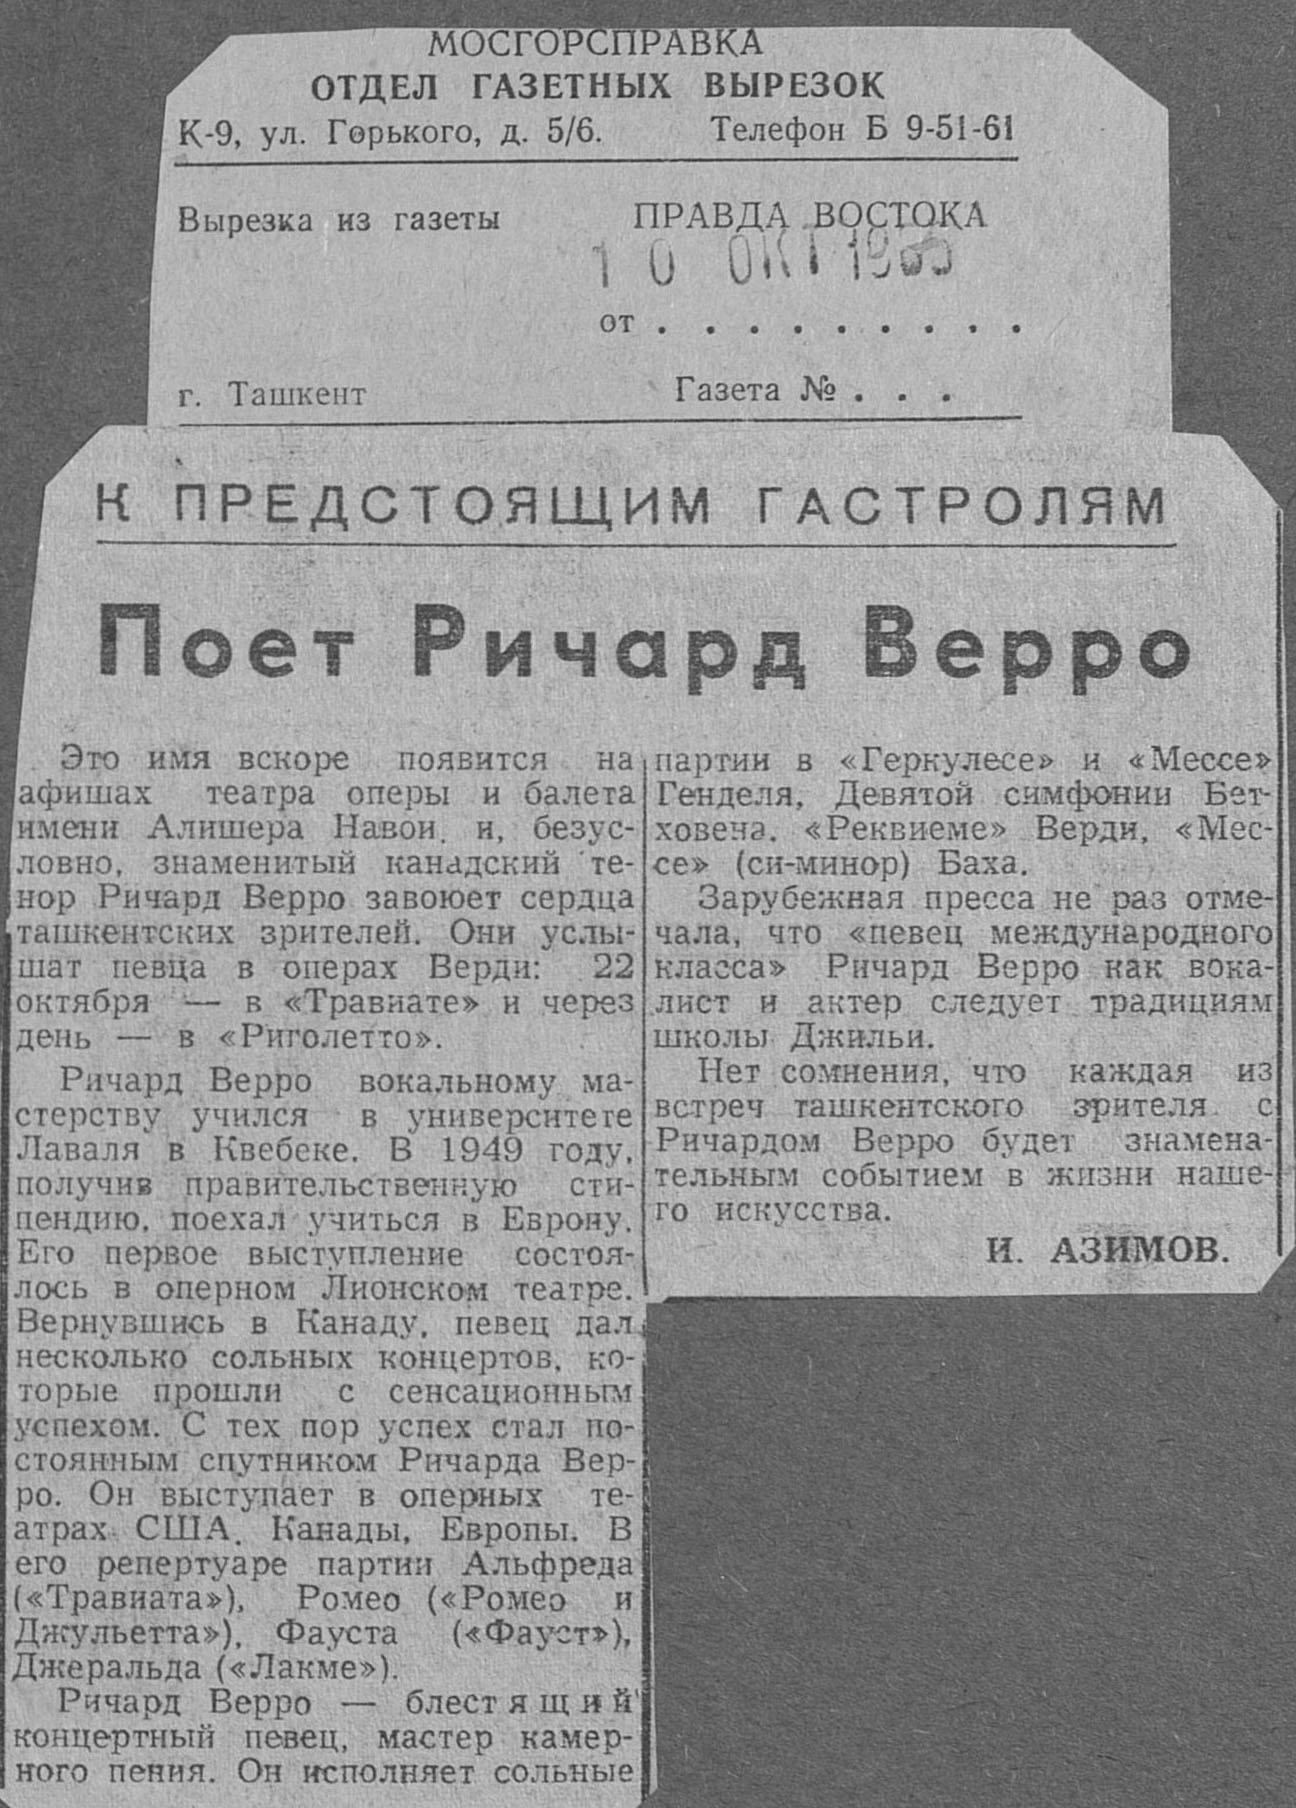 МОСГОРСПРАВКА
ОТДЕЛ ГАЗЕТНЫХ ВЫРЕЗОК
К-9, ул. Горького, д. 5/6. Телефон Б 9-51-61
Вырезка из газеты ПРАВДА ВОСТОКА
10 ОКТ
от . . . . . . . . .
г. Ташкент Газета № . . .
К ПРЕДСТОЯЩИМ ГАСТРОЛЯМ
Поет Ричард Верро
Это имя вскоре появится на
афишах театра оперы и балета
имени Алишера Навои, и, безус-
ловно, знаменитый канадский те-
нор Ричард Верро завоюет сердца
ташкентских зрителей. Они услы-
шат певца в операх Верди: 22
октября — в «Травиате» и через
день — в «Риголетто».
Ричард Верро вокальному ма-
стерству учился в университете
Лаваля в Квебеке. В 1949 году,
получив правительственную сти-
пендию, поехал учиться в Европу.
Его первое выступление состоя-
лось в оперном Лионском театре.
Вернувшись в Канаду, певец дал
несколько сольных концертов, ко-
торые прошли с сенсационным
успехом. С тех пор успех стал по-
стоянным спутником Ричарда Вер-
ро. Он выступает в оперных те-
атрах США, Канады, Европы. В
его репертуаре партии Альфреда
(«Травиата»), Ромео («Ромео и
Джульетта»), Фауста («Фауст»),
Джеральда («Лакме»).
Ричард Верро — блестящий
концертный певец, мастер камер-
ного пения. Он исполняет сольные
партии в «Геркулесе» и «Мессе»
Генделя, Девятой симфонии Бет-
ховена, «Реквиеме» Верди, «Мес-
се» (си-минор) Баха.
Зарубежная пресса не раз отме-
чала, что «певец международного
класса» Ричард Верро как вока-
лист и актер следует традициям
школы Джильи.
Нет сомнения, что каждая из
встреч ташкентского зрителя с
Ричардом Верро будет знамена-
тельным событием в жизни наше-
го искусства.
И. АЗИМОВ.